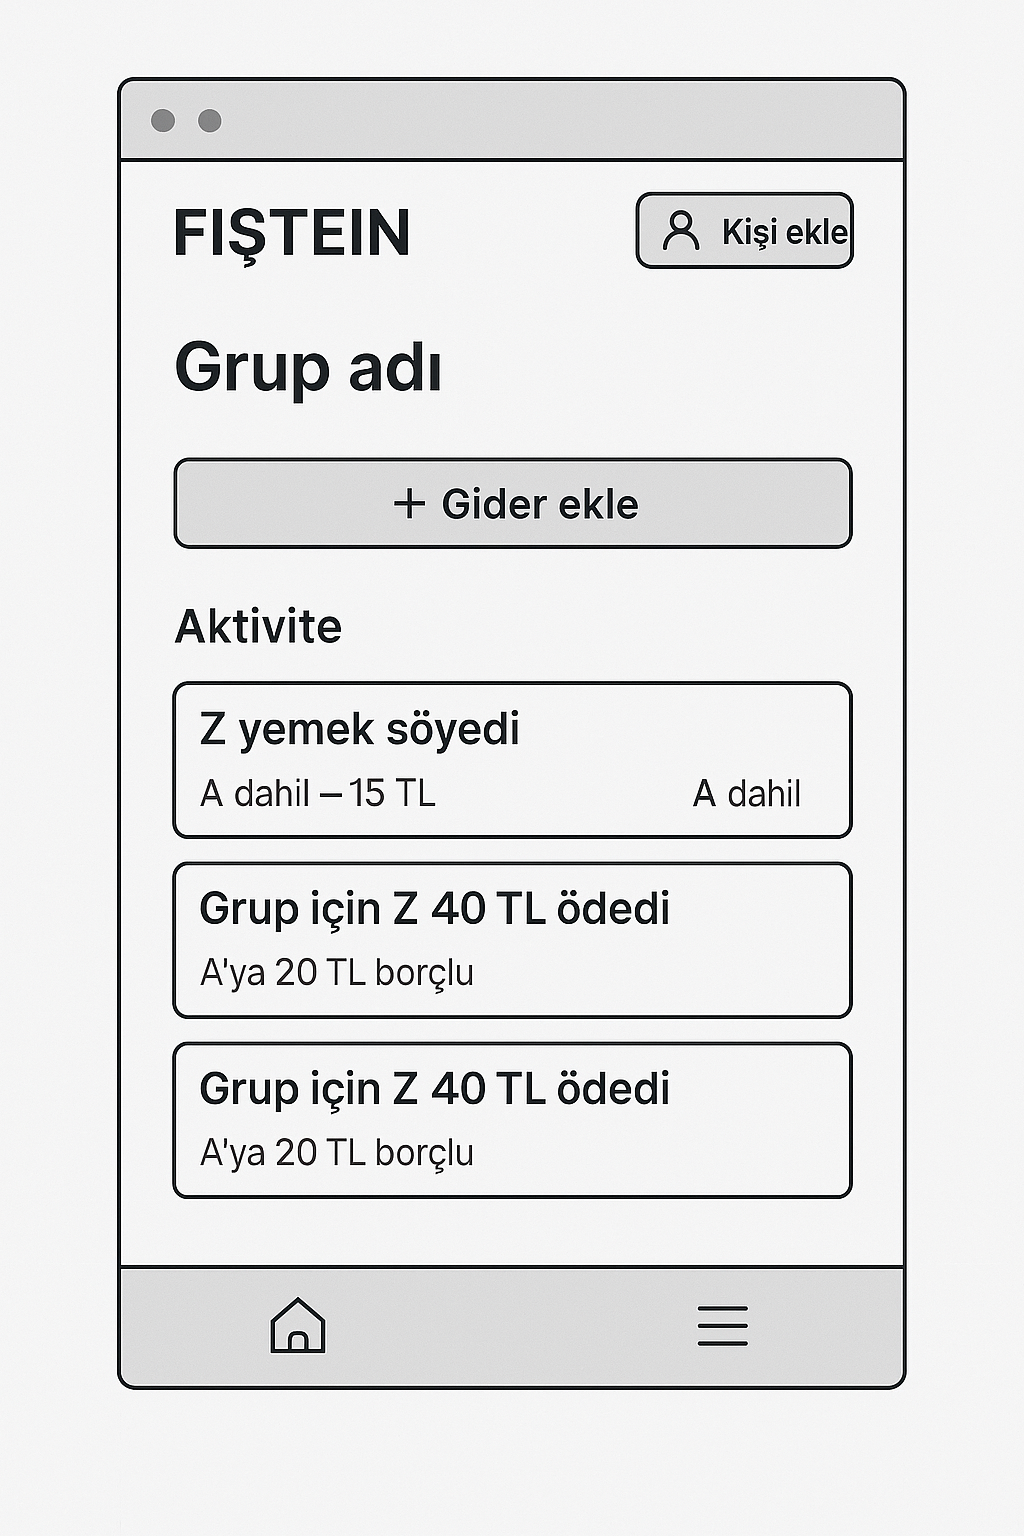 FIŞTEIN
Kişi ekle
Grup adı
+ Gider ekle
Aktivite
Z yemek söyedi
A dahil – 15 TL
A dahil
Grup için Z 40 TL ödedi
A'ya 20 TL borçlu
Grup için Z 40 TL ödedi
A'ya 20 TL borçlu